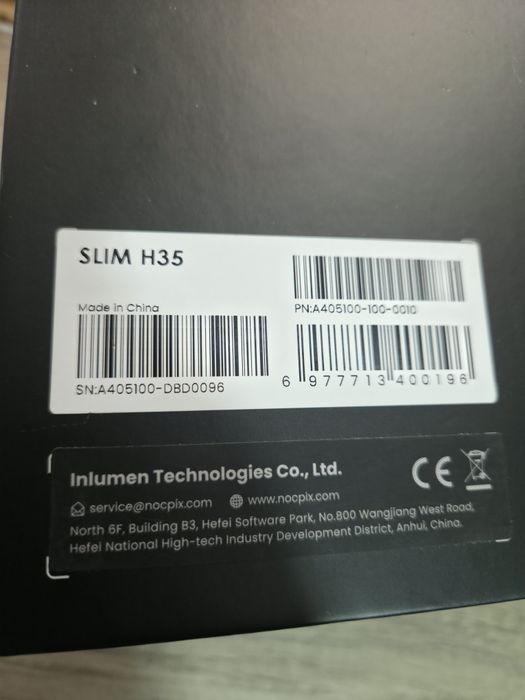 SLIM H35
Made in China
PN:A405100-100-0010
SN:A405100-DBD0096
6 977713 400196
Inlumen Technologies Co., Ltd.
service@nocpix.com www.nocpix.com
North 6F, Building B3, Hefei Software Park, No.800 Wangjiang West Road,
Hefei National High-tech Industry Development District, Anhui, China.
CE